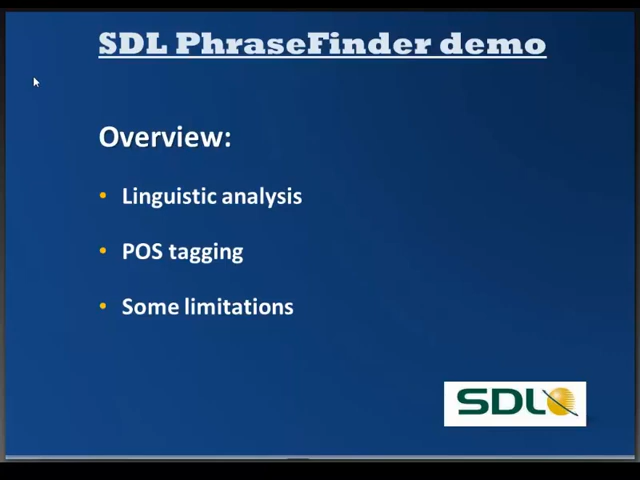 SDL PhraseFinder demo
Overview:
• Linguistic analysis
• POS tagging
• Some limitations
SDL